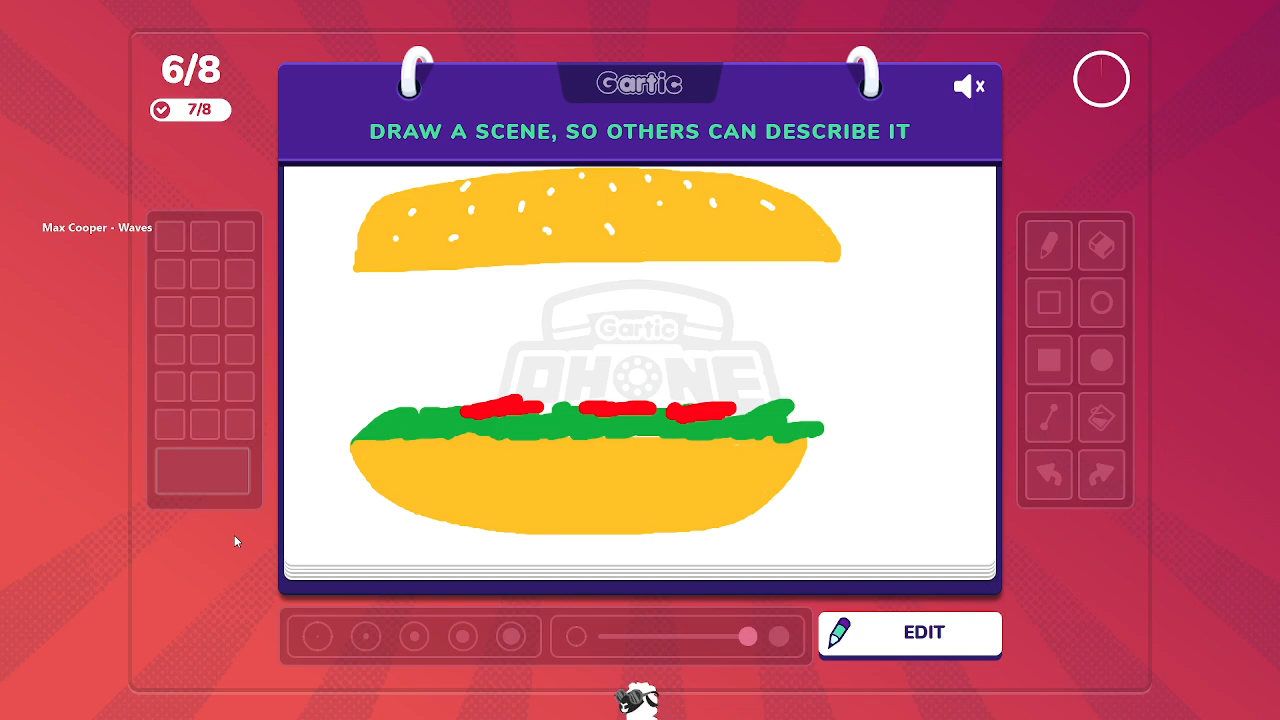 6/8
7/8
Gartic
DRAW A SCENE, SO OTHERS CAN DESCRIBE IT
Max Cooper - Waves
Gartic
PHONE
EDIT